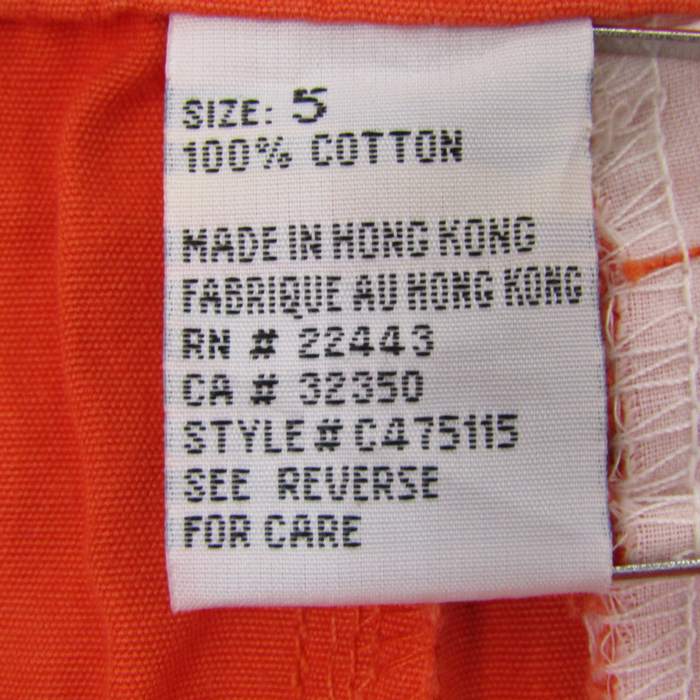 SIZE: 5
100% COTTON
MADE IN HONG KONG
FABRIQUE AU HONG KONG
RN # 22443
CA # 32350
STYLE # C475115
SEE REVERSE
FOR CARE